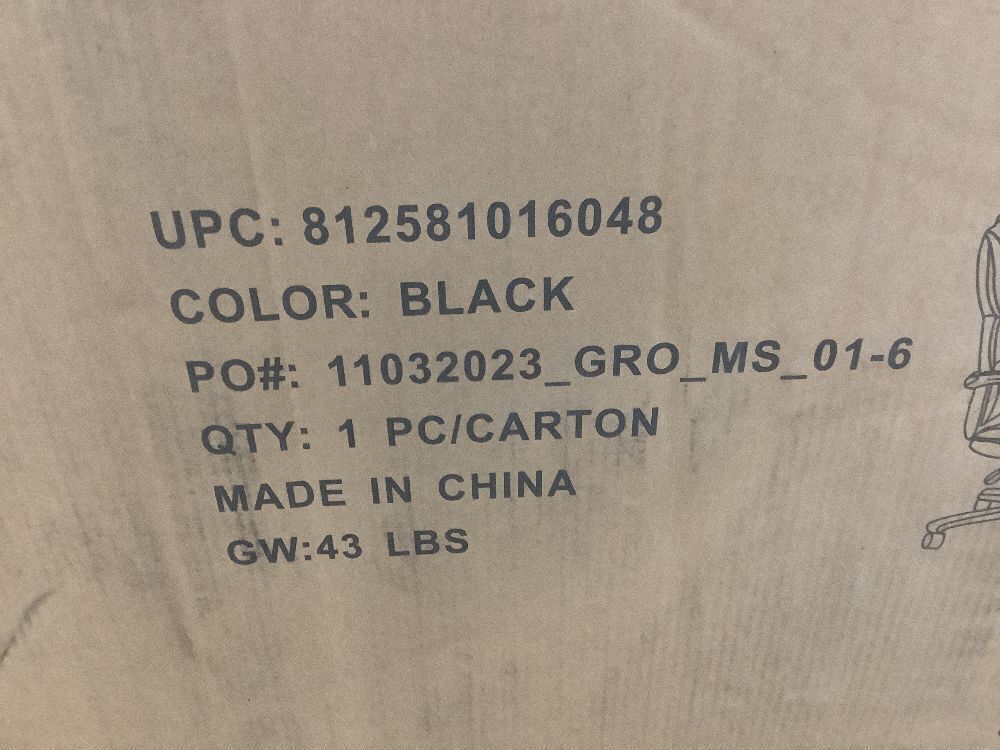 UPC: 812581016048
COLOR: BLACK
PO#: 11032023_GRO_MS_01-6
QTY: 1 PC/CARTON
MADE IN CHINA
GW:43 LBS